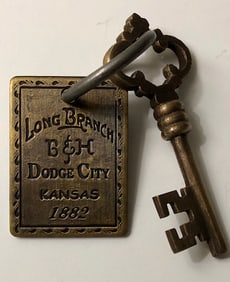 Long Branch
B & H
Dodge City
Kansas
1882